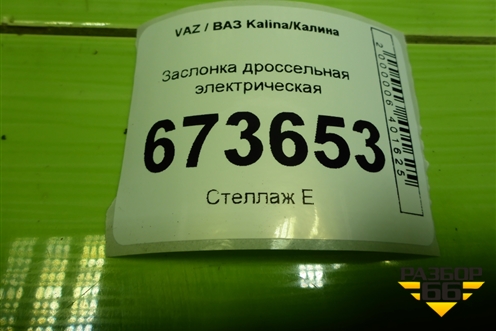 VAZ / ВАЗ Kalina/Калина
Заслонка дроссельная
электрическая
673653
Стеллаж Е
2000006401625
РАЗБОР
66